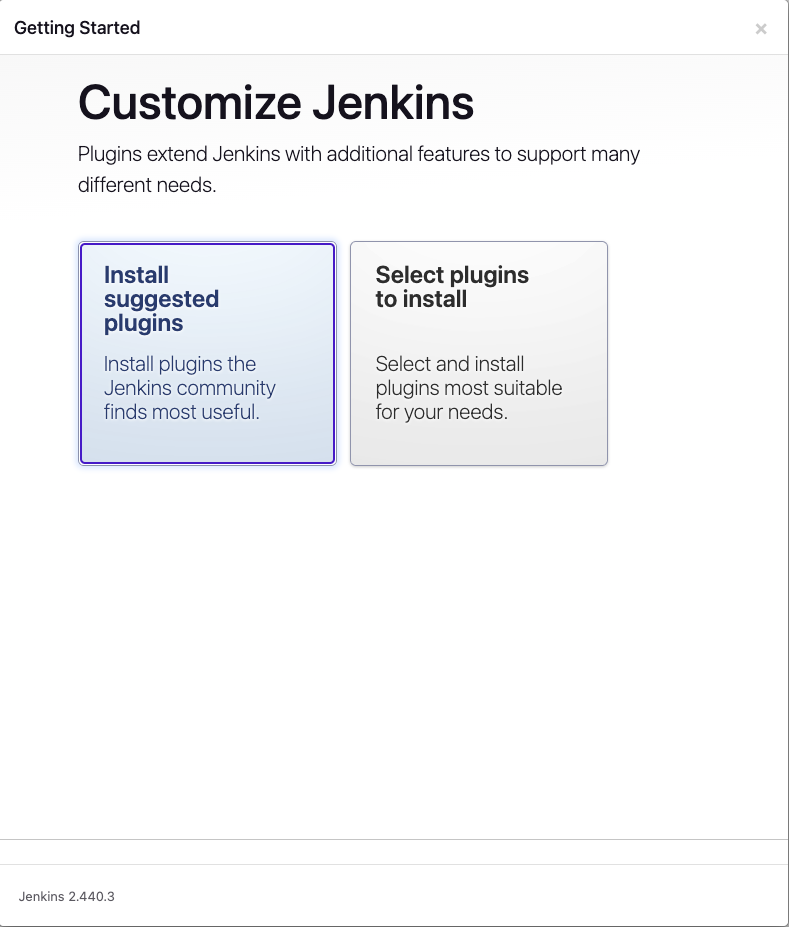 Getting Started
×
Customize Jenkins
Plugins extend Jenkins with additional features to support many
different needs.
Install
suggested
plugins
Install plugins the
Jenkins community
finds most useful.
Select plugins
to install
Select and install
plugins most suitable
for your needs.
Jenkins 2.440.3